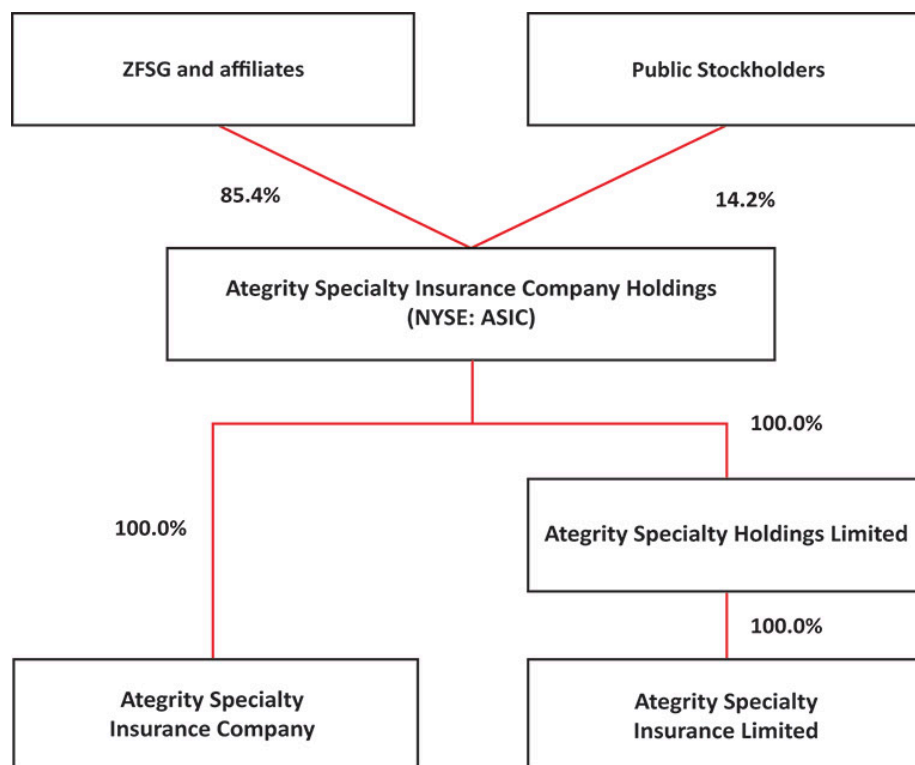 ZFSG and affiliates
Public Stockholders
85.4%
14.2%
Ategrity Specialty Insurance Company Holdings
(NYSE: ASIC)
100.0%
100.0%
Ategrity Specialty Holdings Limited
100.0%
Ategrity Specialty
Insurance Company
Ategrity Specialty
Insurance Limited